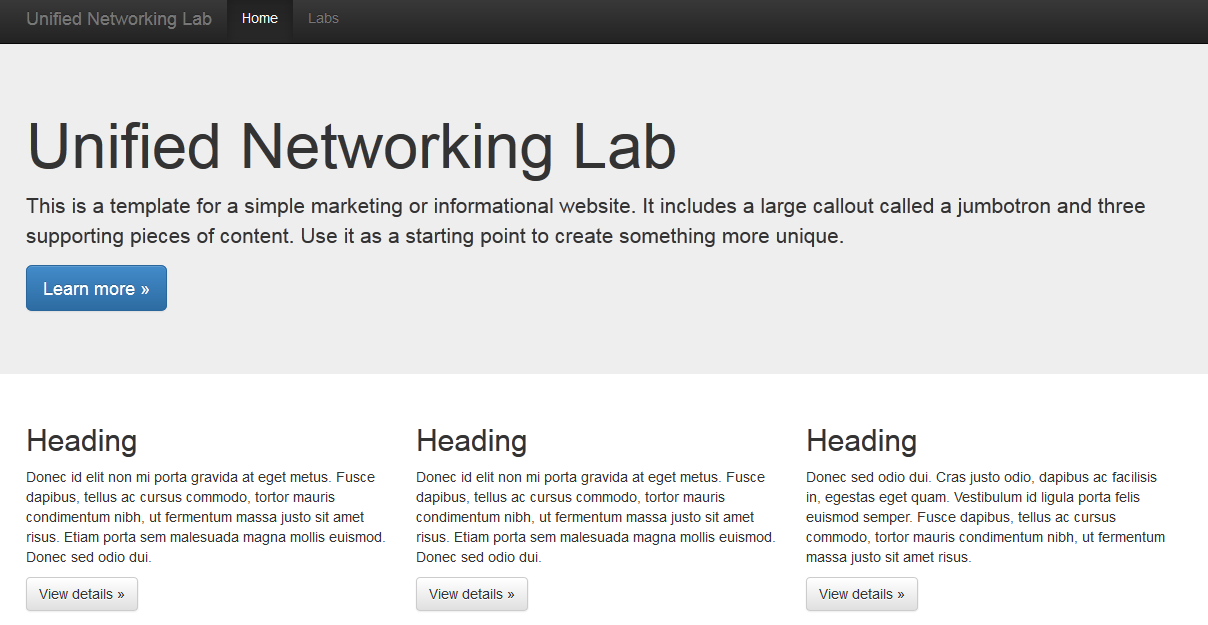 Unified Networking Lab Home Labs
Unified Networking Lab
This is a template for a simple marketing or informational website. It includes a large callout called a jumbotron and three
supporting pieces of content. Use it as a starting point to create something more unique.
Learn more »
Heading
Donec id elit non mi porta gravida at eget metus. Fusce
dapibus, tellus ac cursus commodo, tortor mauris
condimentum nibh, ut fermentum massa justo sit amet
risus. Etiam porta sem malesuada magna mollis euismod.
Donec sed odio dui.
View details »
Heading
Donec id elit non mi porta gravida at eget metus. Fusce
dapibus, tellus ac cursus commodo, tortor mauris
condimentum nibh, ut fermentum massa justo sit amet
risus. Etiam porta sem malesuada magna mollis euismod.
Donec sed odio dui.
View details »
Heading
Donec sed odio dui. Cras justo odio, dapibus ac facilisis
in, egestas eget quam. Vestibulum id ligula porta felis
euismod semper. Fusce dapibus, tellus ac cursus
commodo, tortor mauris condimentum nibh, ut fermentum
massa justo sit amet risus.
View details »